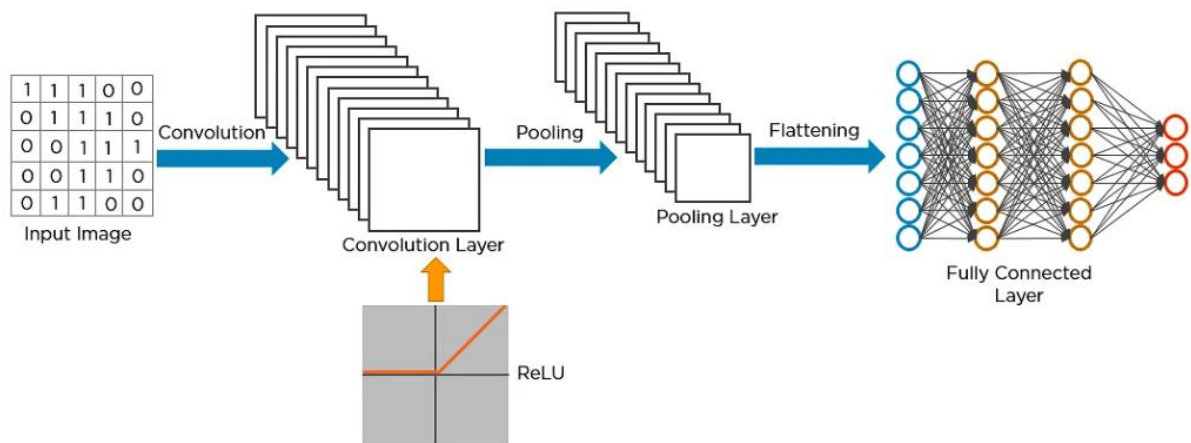 1 1 1 0 0
0 1 1 1 0
0 0 1 1 1
0 0 1 1 0
0 1 1 0 0
Input Image
Convolution
Convolution Layer
ReLU
Pooling
Pooling Layer
Flattening
Fully Connected
Layer